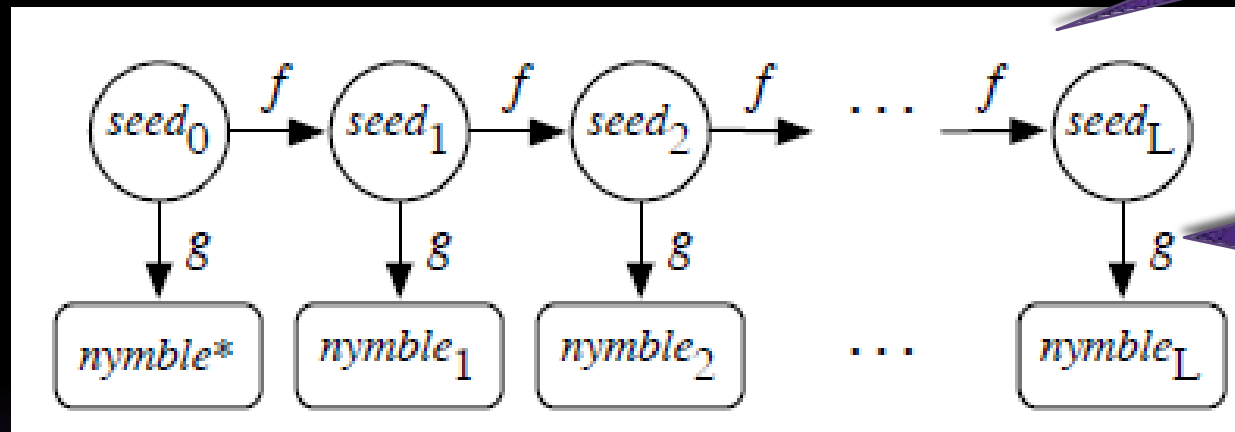 f f f f
seed0 seed1 seed2 ... seedL
g g g g
nymble* nymble1 nymble2 ... nymbleL